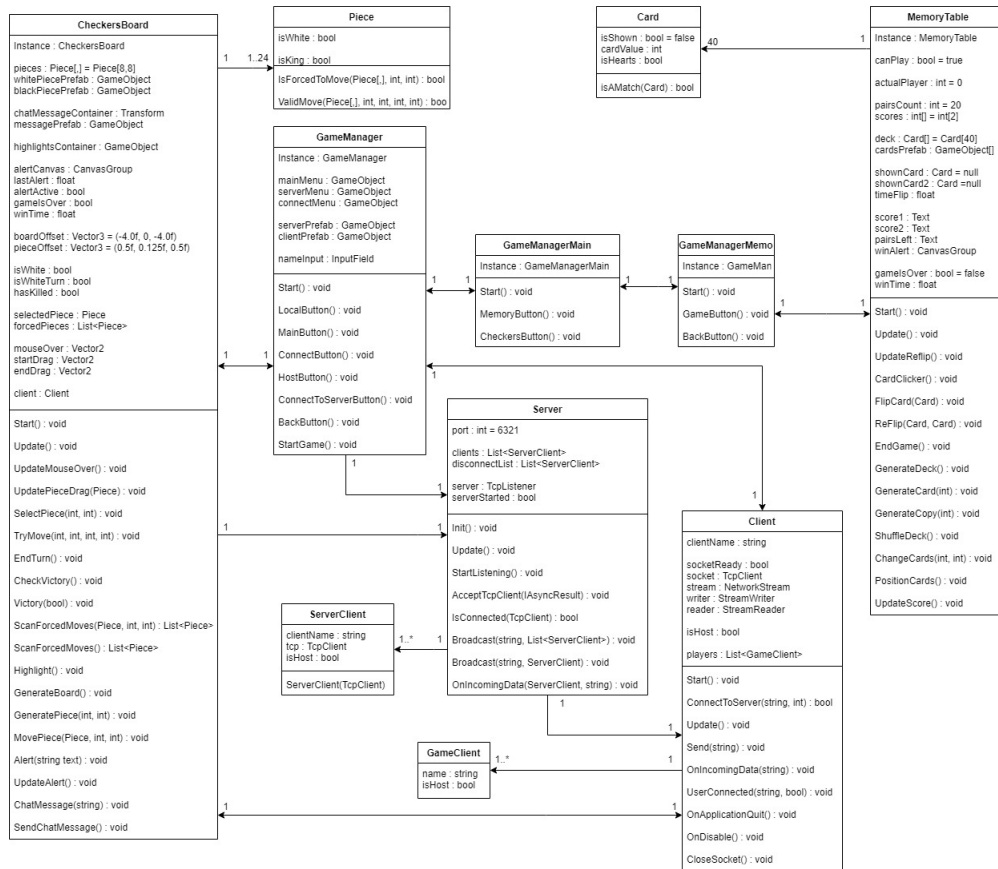 CheckersBoard
Instance : CheckersBoard
pieces : Piece[,] = Piece[8,8]
whitePiecePrefab : GameObject
blackPiecePrefab : GameObject
chatMessageContainer : Transform
messagePrefab : GameObject
highlightsContainer : GameObject
alertCanvas : CanvasGroup
lastAlert : float
alertActive : bool
gameIsOver : bool
winTime : float
boardOffset : Vector3 = (-4.0f, 0, -4.0f)
pieceOffset : Vector3 = (0.5f, 0.125f, 0.5f)
isWhite : bool
isWhiteTurn : bool
hasKilled : bool
selectedPiece : Piece
forcedPieces : List<Piece>
mouseOver : Vector2
startDrag : Vector2
endDrag : Vector2
client : Client
Start() : void
Update() : void
UpdateMouseOver() : void
UpdatePieceDrag(Piece) : void
SelectPiece(int, int) : void
TryMove(int, int, int, int) : void
EndTurn() : void
CheckVictory() : void
Victory(bool) : void
ScanForcedMoves(Piece, int, int) : List<Piece>
ScanForcedMoves() : List<Piece>
Highlight() : void
GenerateBoard() : void
GeneratePiece(int, int) : void
MovePiece(Piece, int, int) : void
Alert(string text) : void
UpdateAlert() : void
ChatMessage(string) : void
SendChatMessage() : void
1
1..24
Piece
isWhite : bool
isKing : bool
IsForcedToMove(Piece[,], int, int) : bool
ValidMove(Piece[,], int, int, int, int) : boo
GameManager
Instance : GameManager
mainMenu : GameObject
serverMenu : GameObject
connectMenu : GameObject
serverPrefab : GameObject
clientPrefab : GameObject
nameInput : InputField
Start() : void
LocalButton() : void
MainButton() : void
ConnectButton() : void
HostButton() : void
ConnectToServerButton() : void
BackButton() : void
StartGame() : void
1
1
1
1
GameManagerMain
Instance : GameManagerMain
Start() : void
MemoryButton() : void
CheckersButton() : void
1
1
GameManagerMemo
Instance : GameMan
Start() : void
GameButton() : void
BackButton() : void
1
1
Card
isShown : bool = false
cardValue : int
isHearts : bool
isAMatch(Card) : bool
40
1
MemoryTable
Instance : MemoryTable
canPlay : bool = true
actualPlayer : int = 0
pairsCount : int = 20
scores : int[] = int[2]
deck : Card[] = Card[40]
cardsPrefab : GameObject[]
shownCard : Card = null
shownCard2 : Card =null
timeFlip : float
score1 : Text
score2 : Text
pairsLeft : Text
winAlert : CanvasGroup
gameIsOver : bool = false
winTime : float
Start() : void
Update() : void
UpdateReflip() : void
CardClicker() : void
FlipCard(Card) : void
ReFlip(Card, Card) : void
EndGame() : void
GenerateDeck() : void
GenerateCard(int) : void
GenerateCopy(int) : void
ShuffleDeck() : void
ChangeCards(int, int) : void
PositionCards() : void
UpdateScore() : void
1
1
1
1
1
1
Server
port : int = 6321
clients : List<ServerClient>
disconnectList : List<ServerClient>
server : TcpListener
serverStarted : bool
Init() : void
Update() : void
StartListening() : void
AcceptTcpClient(IAsyncResult) : void
IsConnected(TcpClient) : bool
Broadcast(string, List<ServerClient>) : void
Broadcast(string, ServerClient) : void
OnIncomingData(ServerClient, string) : void
ServerClient
clientName : string
tcp : TcpClient
isHost : bool
ServerClient(TcpClient)
1..*
1
1
1
Client
clientName : string
socketReady : bool
socket : TcpClient
stream : NetworkStream
writer : StreamWriter
reader : StreamReader
isHost : bool
players : List<GameClient>
Start() : void
ConnectToServer(string, int) : bool
Update() : void
Send(string) : void
OnIncomingData(string) : void
UserConnected(string, bool) : void
OnApplicationQuit() : void
OnDisable() : void
CloseSocket() : void
GameClient
name : string
isHost : bool
1..*
1
1
1